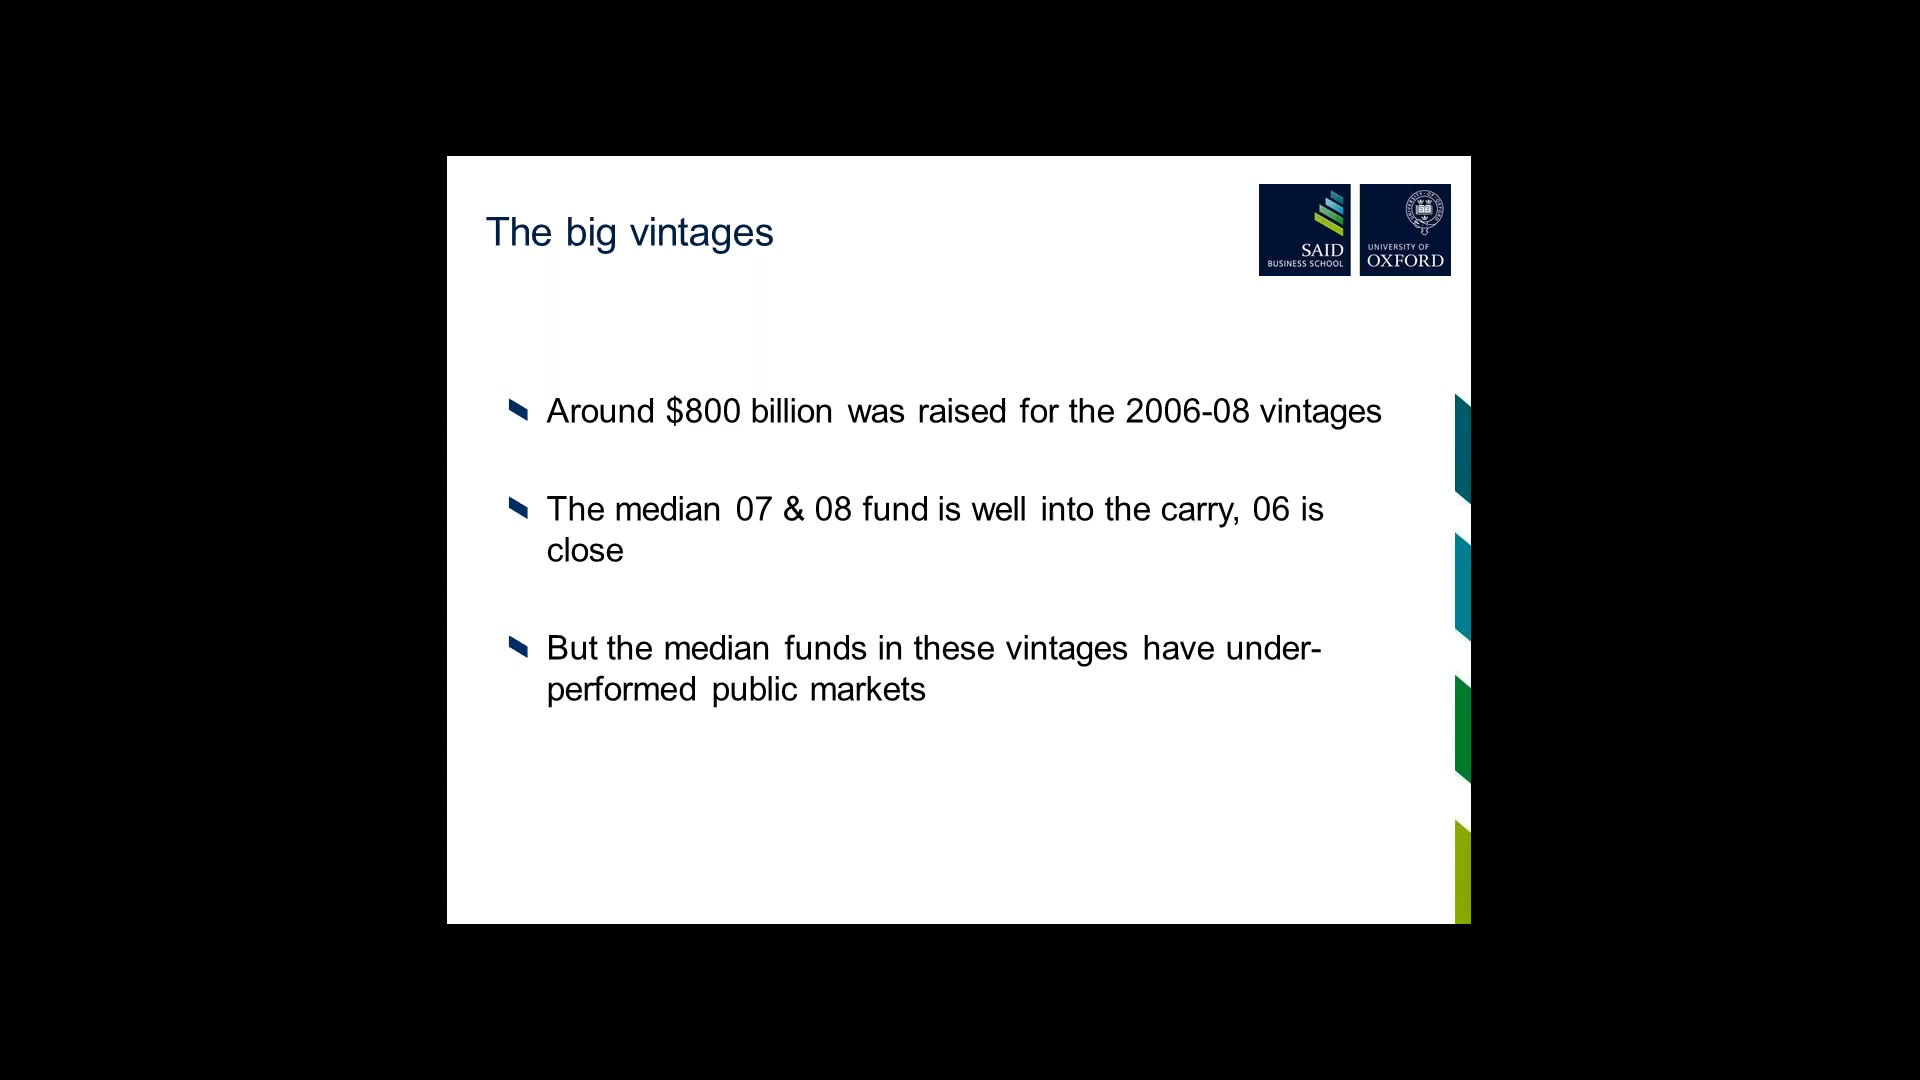 The big vintages
SAID
BUSINESS SCHOOL
UNIVERSITY OF
OXFORD
Around $800 billion was raised for the 2006-08 vintages
The median 07 & 08 fund is well into the carry, 06 is
close
But the median funds in these vintages have under-
performed public markets